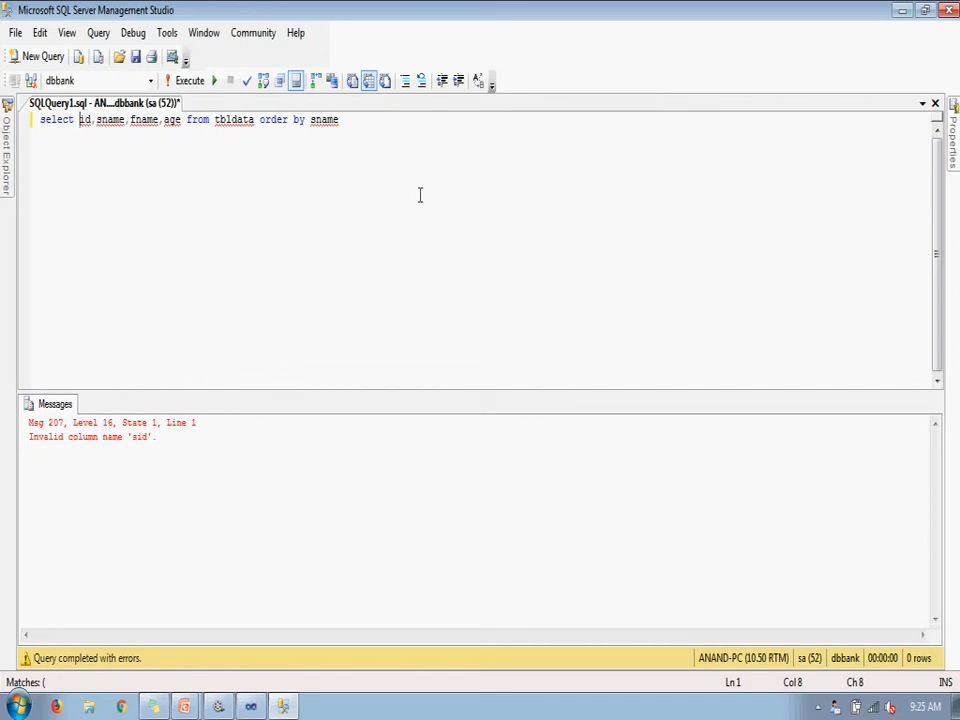 Microsoft SQL Server Management Studio
File Edit View Query Debug Tools Window Community Help
New Query
dbbank Execute
SQLQuery1.sql - AN....dbbank (sa (52))*
select id,sname,fname,age from tbldata order by sname
Object Explorer
Properties
Messages
Msg 207, Level 16, State 1, Line 1
Invalid column name 'sid'.
Query completed with errors. ANAND-PC (10.50 RTM) sa (52) dbbank 00:00:00 0 rows
Matches: ( Ln 1 Col 8 Ch 8 INS
9:25 AM